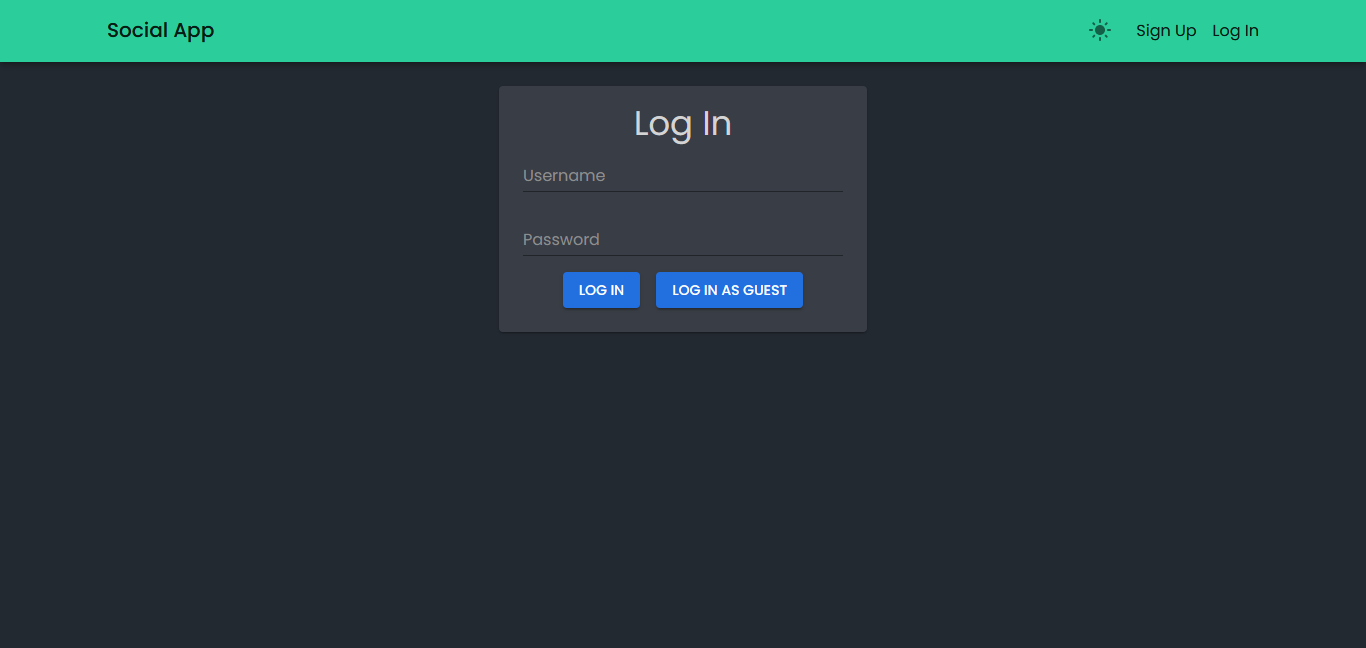 Social App
Sign Up
Log In
Log In
Username
Password
LOG IN
LOG IN AS GUEST